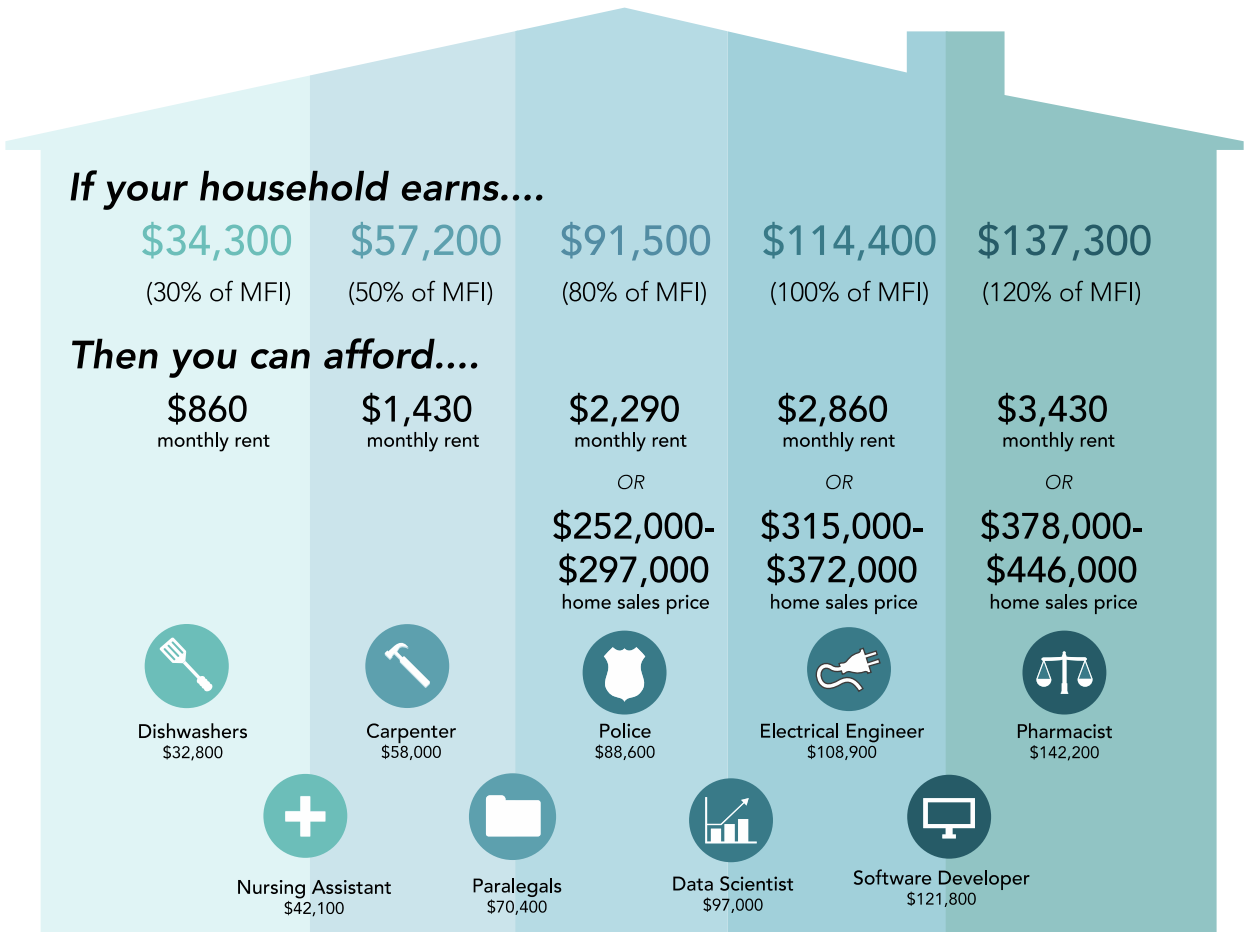 If your household earns....
$34,300 $57,200 $91,500 $114,400 $137,300
(30% of MFI) (50% of MFI) (80% of MFI) (100% of MFI) (120% of MFI)
Then you can afford....
$860 $1,430 $2,290 $2,860 $3,430
monthly rent monthly rent monthly rent monthly rent monthly rent
OR OR OR
$252,000- $315,000- $378,000-
$297,000 $372,000 $446,000
home sales price home sales price home sales price
Dishwashers Carpenter Police Electrical Engineer Pharmacist
$32,800 $58,000 $88,600 $108,900 $142,200
Nursing Assistant Paralegals Data Scientist Software Developer
$42,100 $70,400 $97,000 $121,800